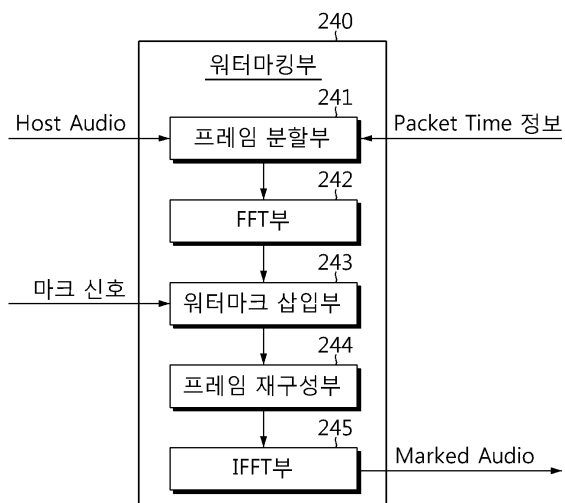 240
워터마킹부
241
Host Audio
프레임 분할부
Packet Time 정보
242
FFT부
243
마크 신호
워터마크 삽입부
244
프레임 재구성부
245
IFFT부
Marked Audio